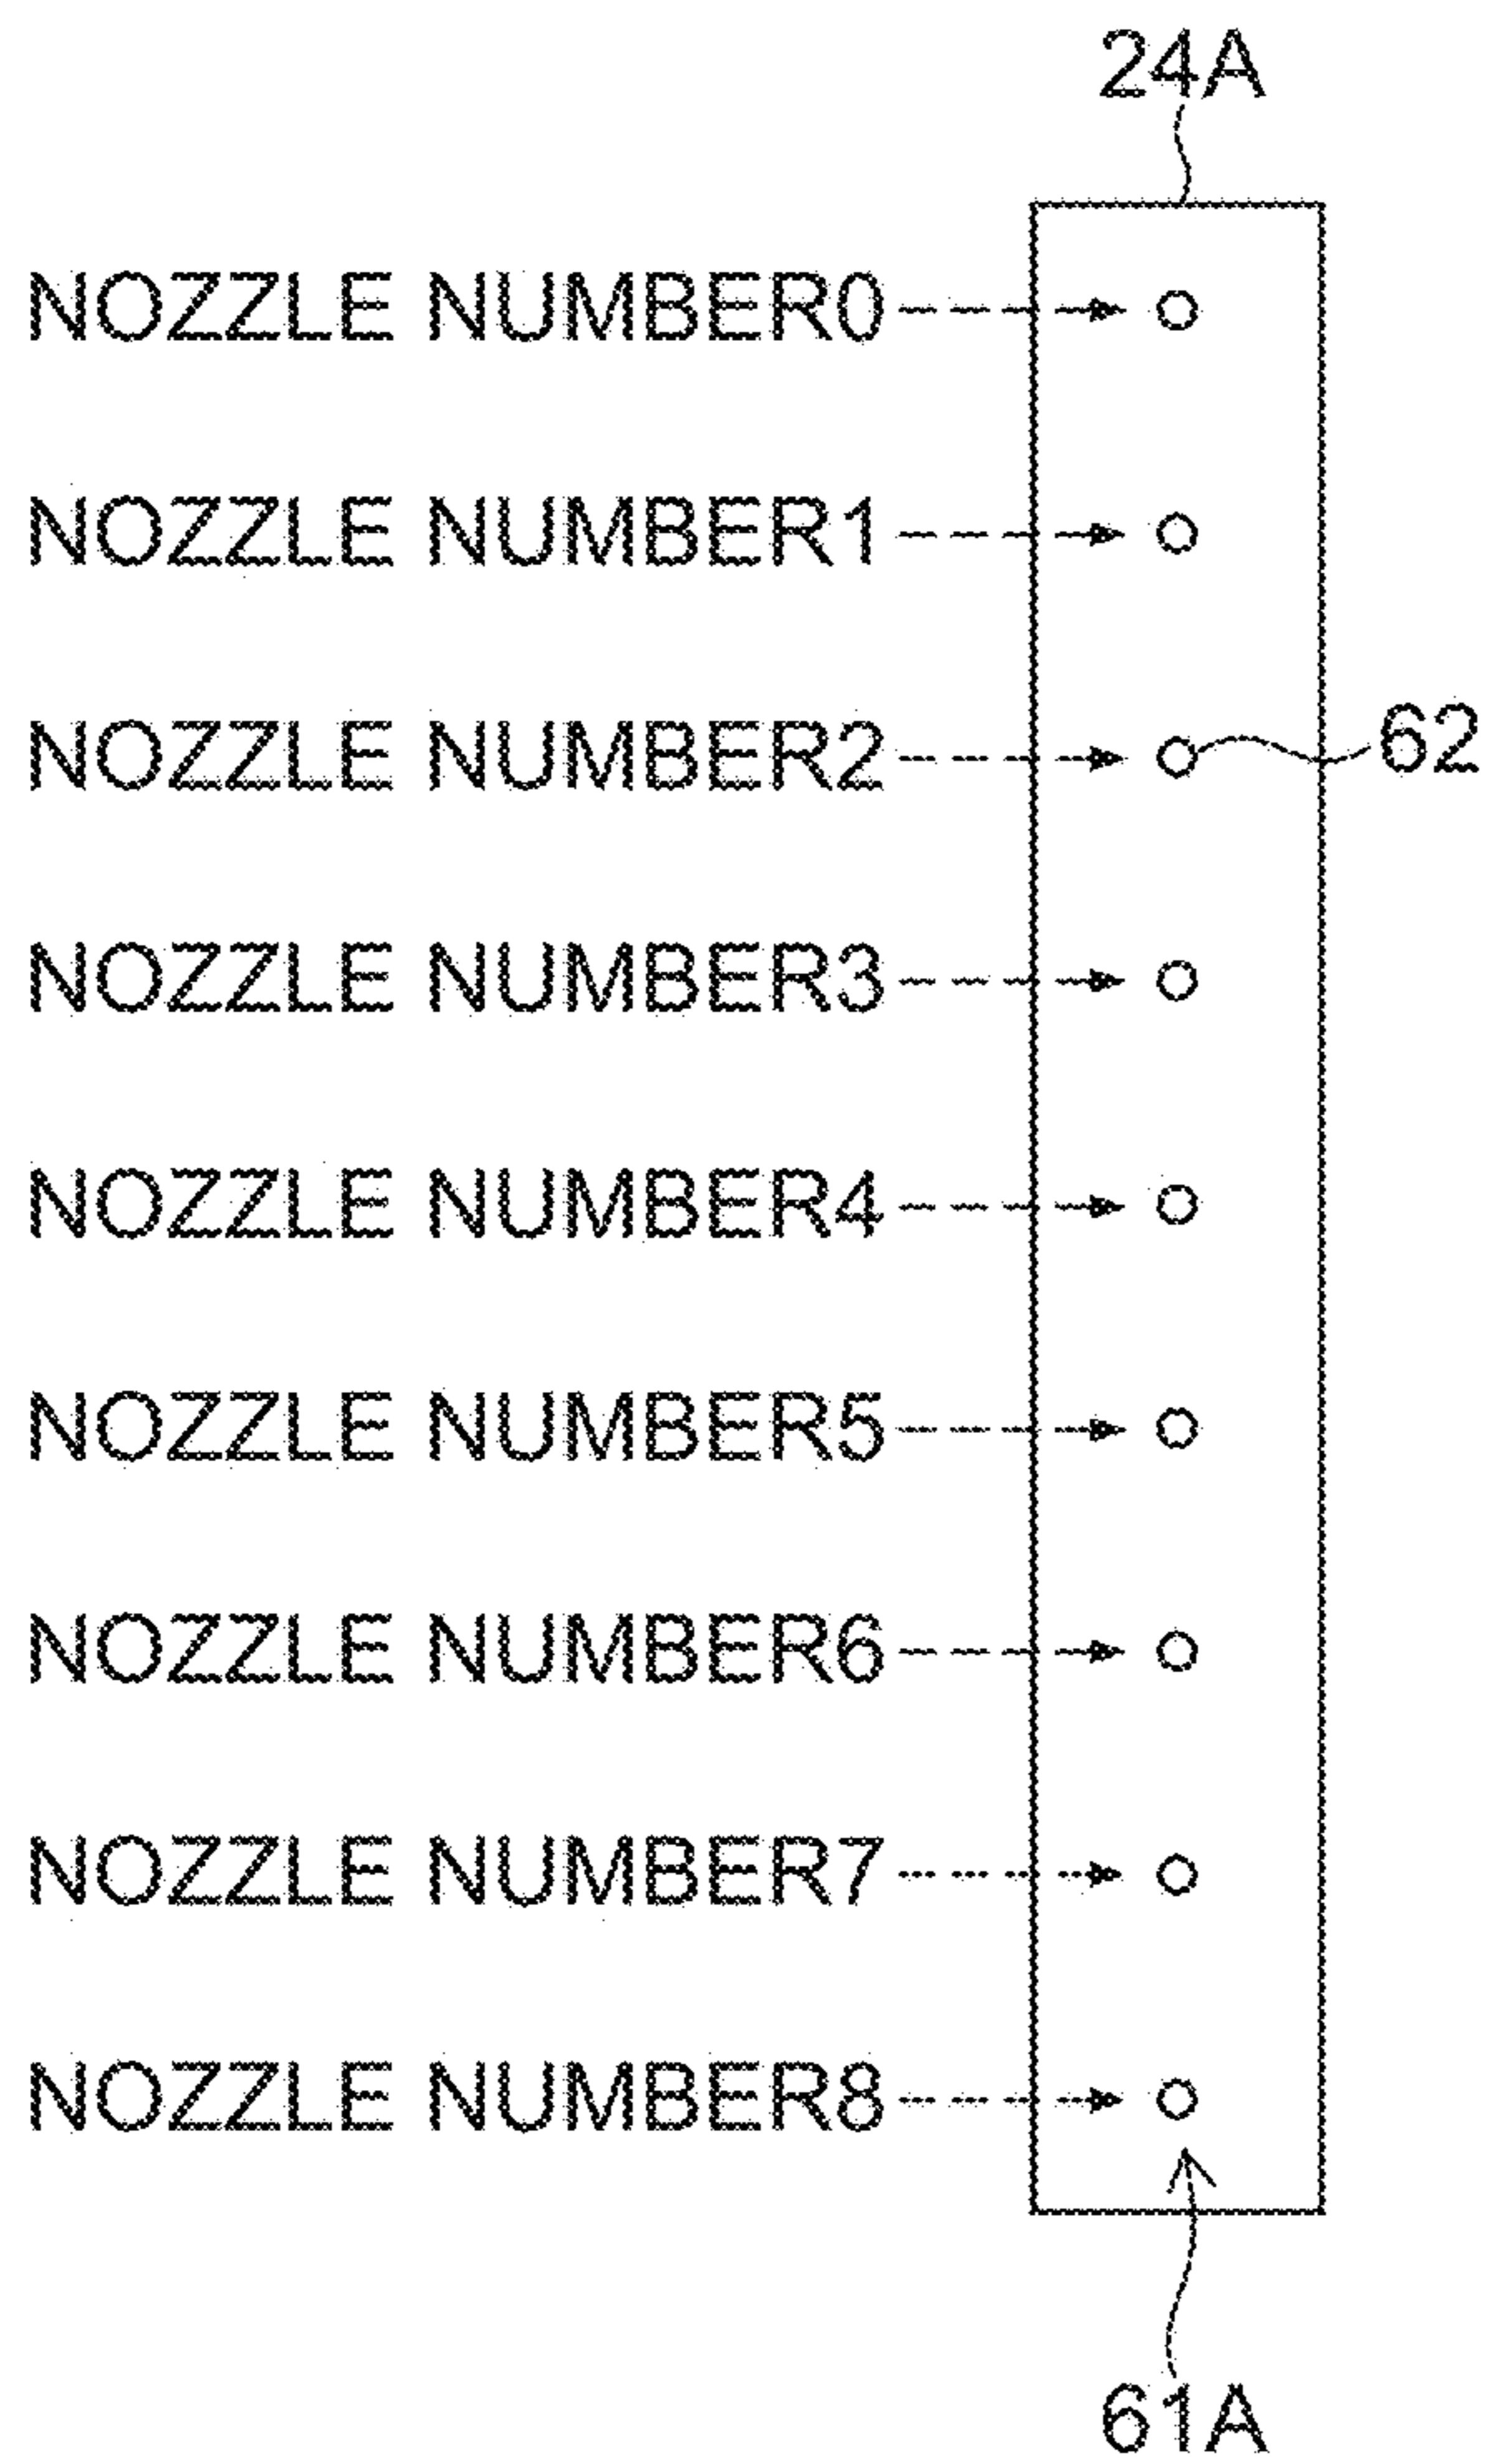 24A
NOZZLE NUMBER0
NOZZLE NUMBER1
NOZZLE NUMBER2
62
NOZZLE NUMBER3
NOZZLE NUMBER4
NOZZLE NUMBER5
NOZZLE NUMBER6
NOZZLE NUMBER7
NOZZLE NUMBER8
61A